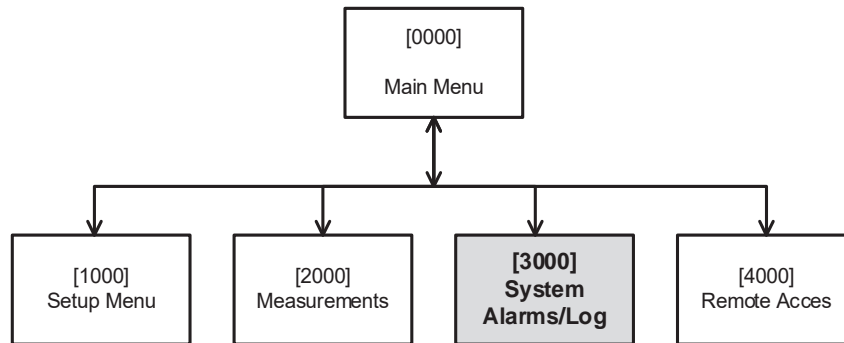 [0000]
Main Menu
[1000]
Setup Menu
[2000]
Measurements
[3000]
System
Alarms/Log
[4000]
Remote Acces